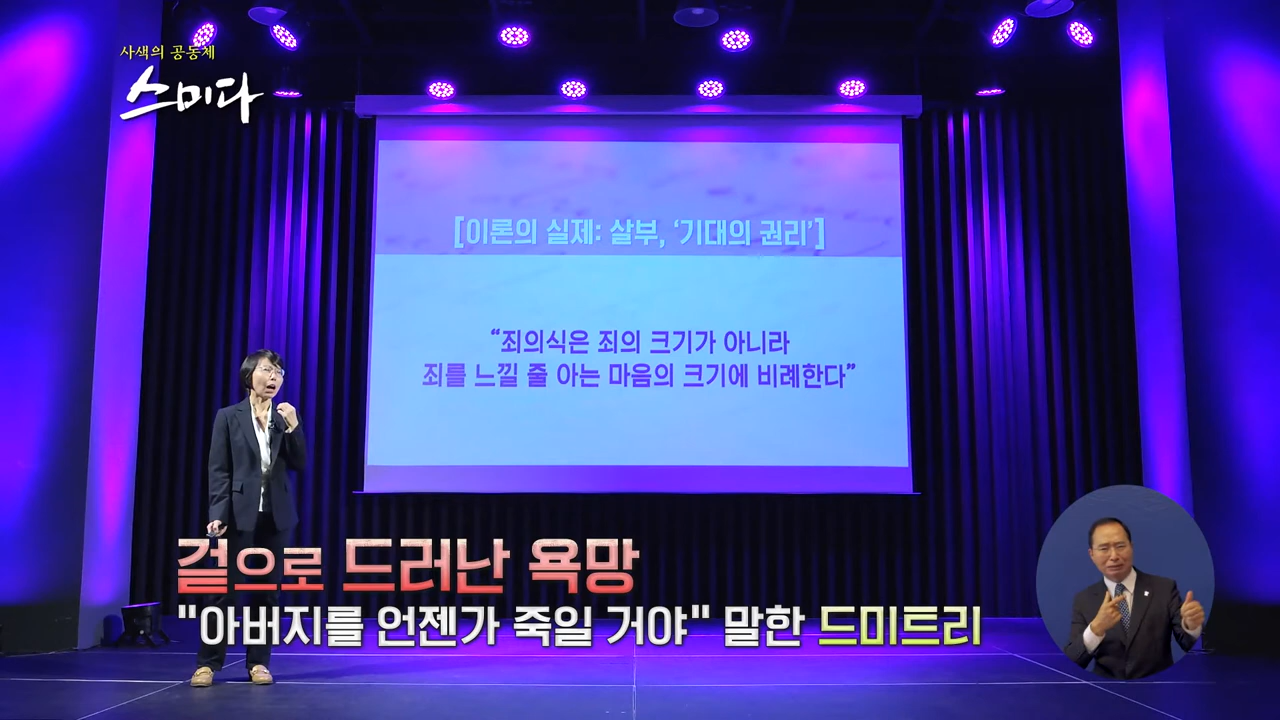 사색의 공동체
스미다
[이론의 실제: 살부, ‘기대의 권리’]
“죄의식은 죄의 크기가 아니라
죄를 느낄 줄 아는 마음의 크기에 비례한다”
겉으로 드러난 욕망
"아버지를 언젠가 죽일 거야" 말한 드미트리